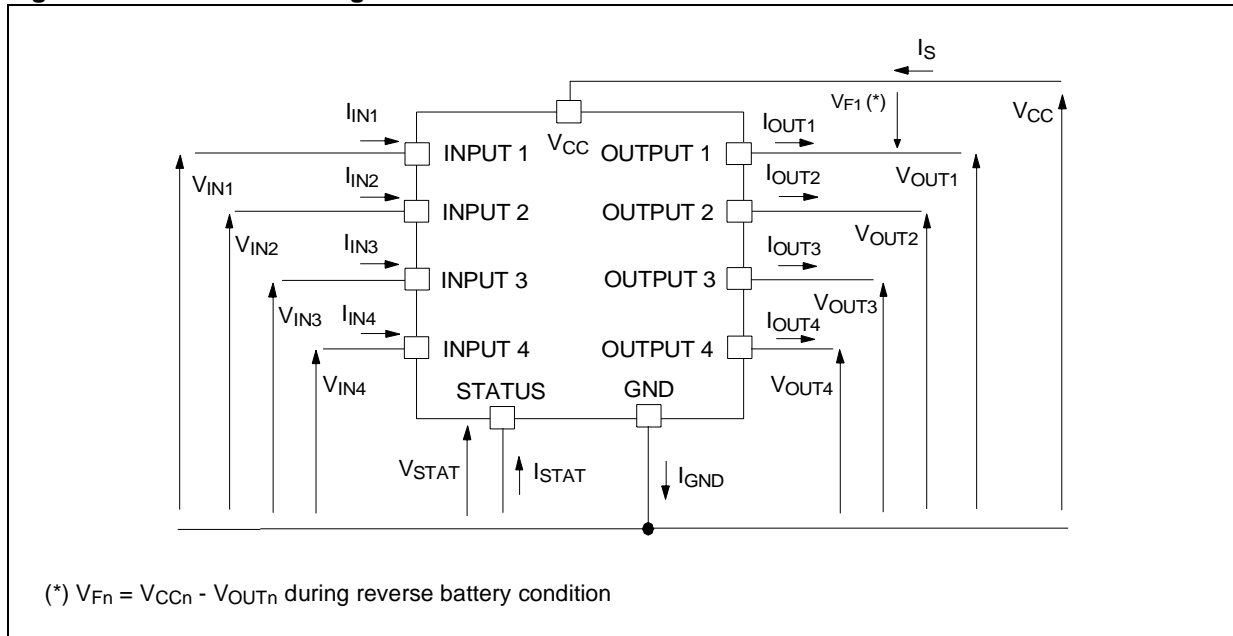 I_S
V_F1 (*)
V_CC
I_IN1
V_CC
I_OUT1
INPUT 1
OUTPUT 1
V_IN1
V_OUT1
I_IN2
I_OUT2
INPUT 2
OUTPUT 2
V_IN2
V_OUT2
I_IN3
I_OUT3
INPUT 3
OUTPUT 3
V_IN3
V_OUT3
I_IN4
I_OUT4
INPUT 4
OUTPUT 4
V_IN4
V_OUT4
STATUS
GND
V_STAT
I_STAT
I_GND
(*) V_Fn = V_CCn - V_OUTn during reverse battery condition